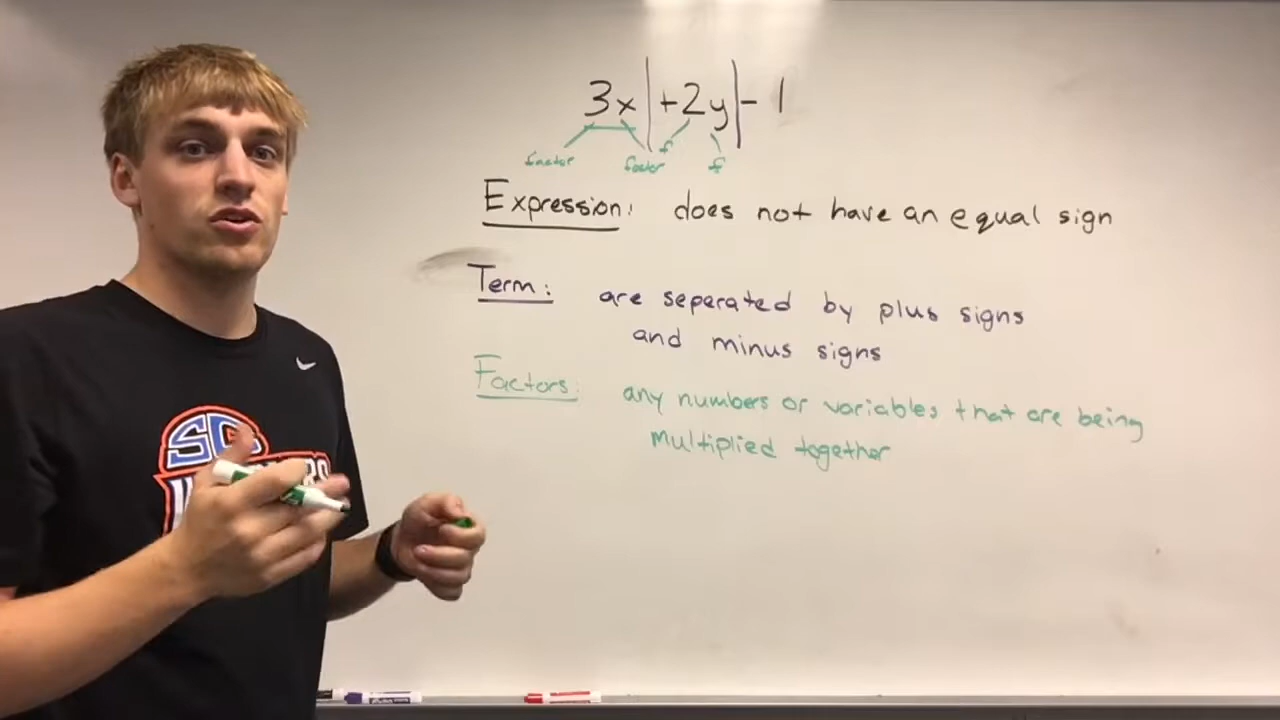 3x|+2y|- 1
factor factor f f
Expression: does not have an equal sign
Term: are separated by plus signs
and minus signs
Factors: any numbers or variables that are being
multiplied together